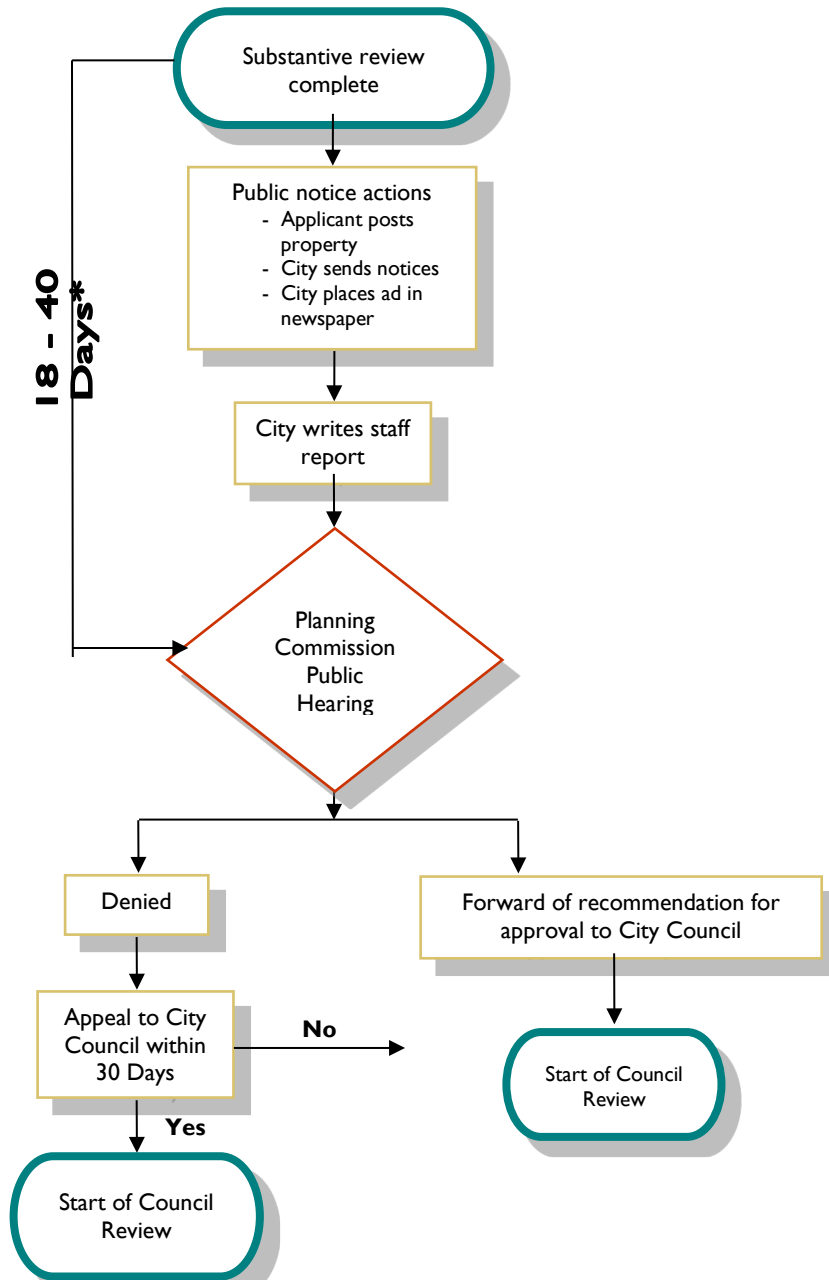 Substantive review
complete
Public notice actions
- Applicant posts
property
- City sends notices
- City places ad in
newspaper
18 - 40
Days*
City writes staff
report
Planning
Commission
Public
Hearing
Denied
Forward of recommendation for
approval to City Council
Appeal to City
Council within
30 Days
No
Yes
Start of Council
Review
Start of Council
Review